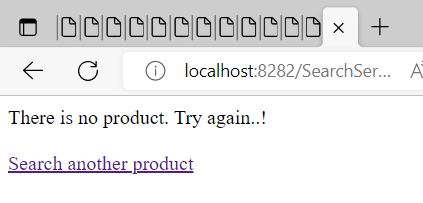 localhost:8282/SearchSer...
There is no product. Try again..!
Search another product